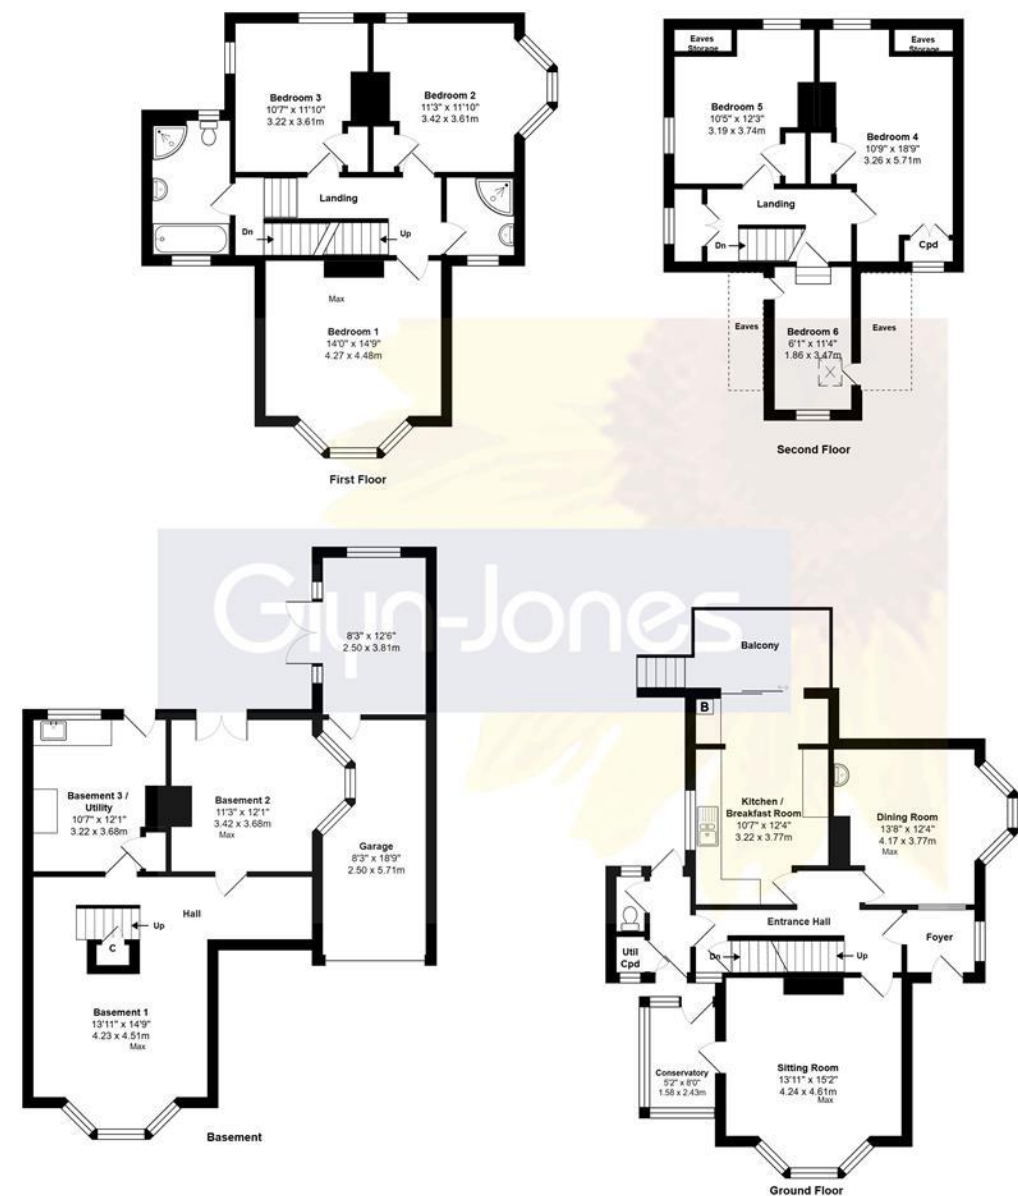 Bedroom 3
10'7" x 11'10"
3.22 x 3.61m
Bedroom 2
11'3" x 11'10"
3.42 x 3.61m
Landing
Dn
Up
Max
Bedroom 1
14'0" x 14'9"
4.27 x 4.48m
First Floor
Eaves
Storage
Eaves
Storage
Bedroom 5
10'5" x 12'3"
3.19 x 3.74m
Bedroom 4
10'9" x 18'9"
3.26 x 5.71m
Landing
Dn
Cpd
Eaves
Bedroom 6
6'1" x 11'4"
1.86 x 3.47m
Eaves
Second Floor
Glyn-Jones
8'3" x 12'6"
2.50 x 3.81m
Basement 3 /
Utility
10'7" x 12'1"
3.22 x 3.68m
Basement 2
11'3" x 12'1"
3.42 x 3.68m
Max
Garage
8'3" x 18'9"
2.50 x 5.71m
Hall
Up
C
Basement 1
13'11" x 14'9"
4.23 x 4.51m
Max
Basement
Balcony
B
Kitchen /
Breakfast Room
10'7" x 12'4"
3.22 x 3.77m
Dining Room
13'8" x 12'4"
4.17 x 3.77m
Max
Entrance Hall
Foyer
Util
Cpd
Dn
Up
Conservatory
5'2" x 8'0"
1.58 x 2.43m
Sitting Room
13'11" x 15'2"
4.24 x 4.61m
Max
Ground Floor